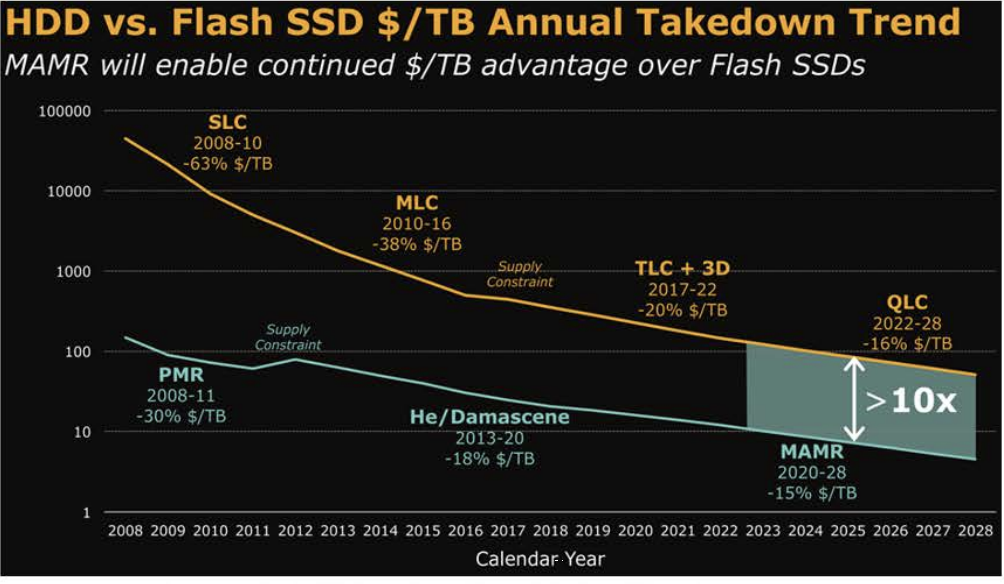 HDD vs. Flash SSD $/TB Annual Takedown Trend
MAMR will enable continued $/TB advantage over Flash SSDs
100000
10000
1000
100
10
1
SLC
2008-10
-63% $/TB
MLC
2010-16
-38% $/TB
Supply
Constraint
TLC + 3D
2017-22
-20% $/TB
QLC
2022-28
-16% $/TB
Supply
Constraint
PMR
2008-11
-30% $/TB
He/Damascene
2013-20
-18% $/TB
>10x
MAMR
2020-28
-15% $/TB
2008 2009 2010 2011 2012 2013 2014 2015 2016 2017 2018 2019 2020 2021 2022 2023 2024 2025 2026 2027 2028
Calendar Year